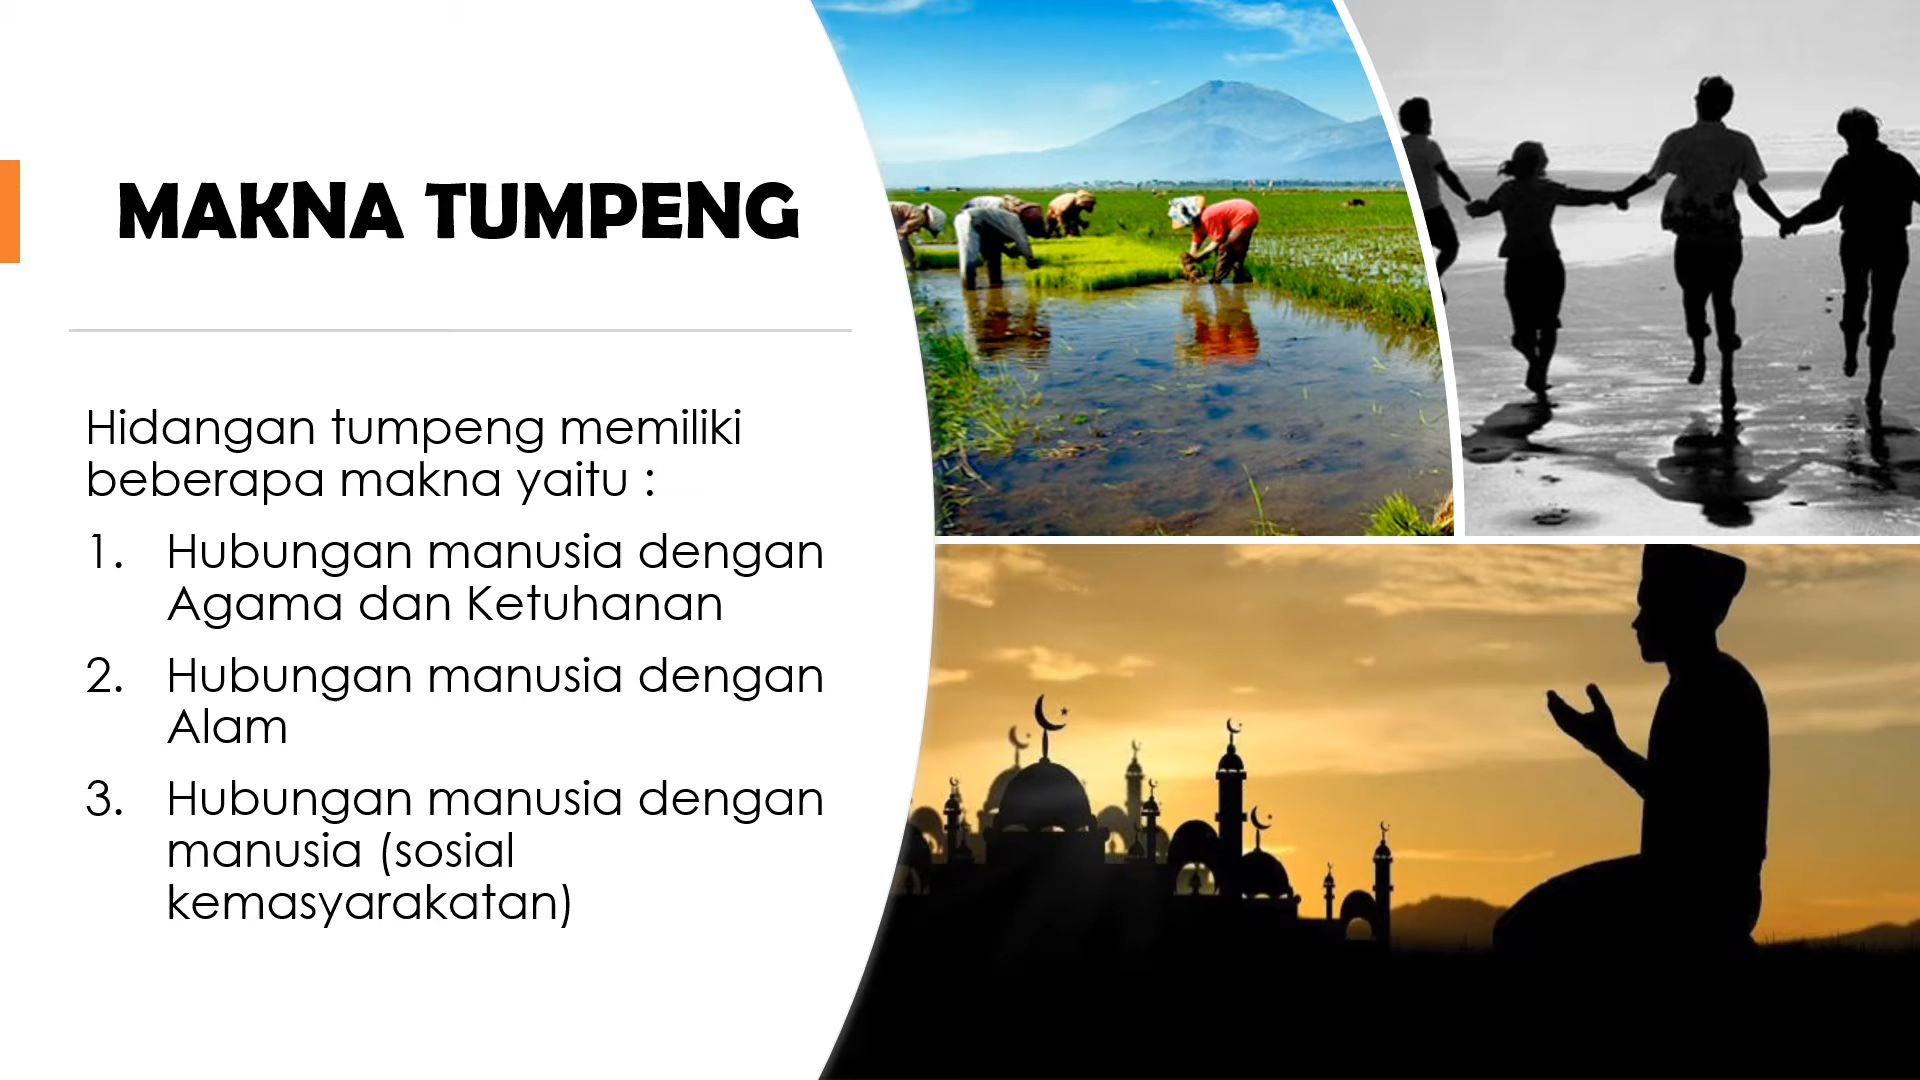 MAKNA TUMPENG
Hidangan tumpeng memiliki
beberapa makna yaitu :
1. Hubungan manusia dengan
Agama dan Ketuhanan
2. Hubungan manusia dengan
Alam
3. Hubungan manusia dengan
manusia (sosial
kemasyarakatan)